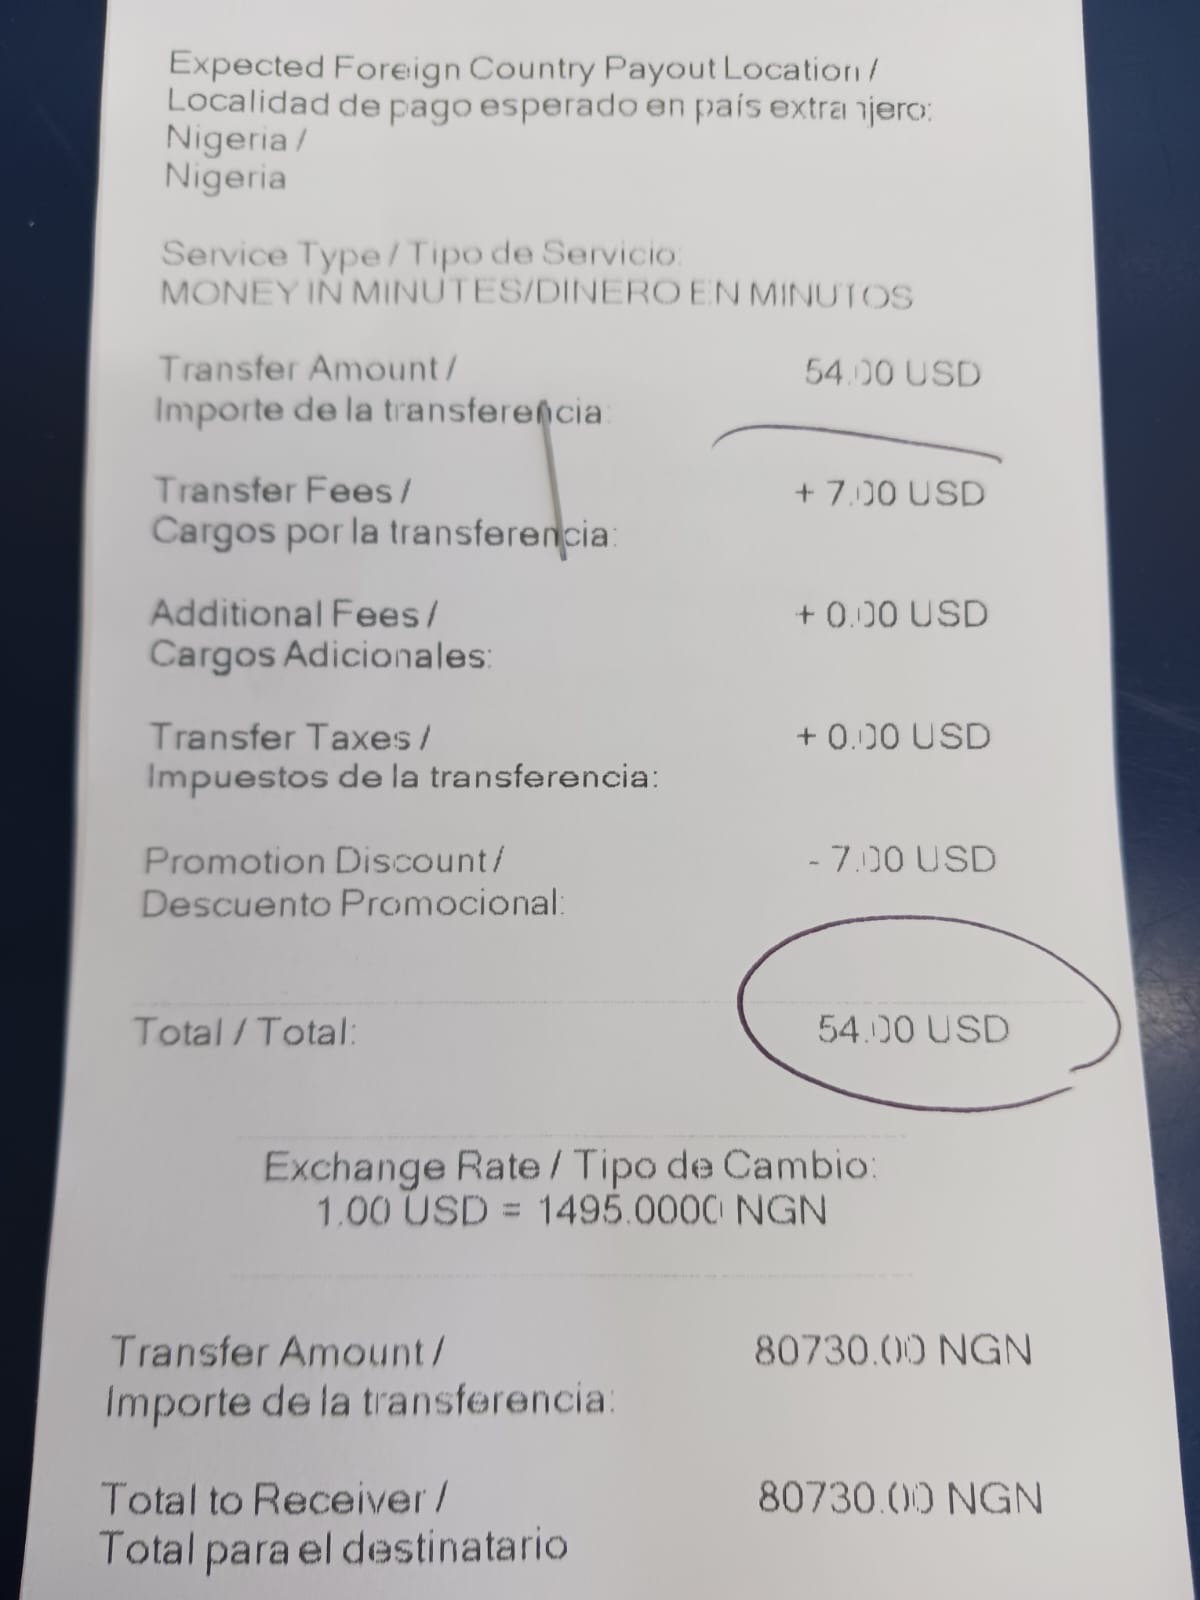 Expected Foreign Country Payout Location /
Localidad de pago esperado en país extranjero:
Nigeria /
Nigeria
Service Type / Tipo de Servicio:
MONEY IN MINUTES/DINERO EN MINUTOS
Transfer Amount / 54.00 USD
Importe de la transferencia:
Transfer Fees / + 7.00 USD
Cargos por la transferencia:
Additional Fees / + 0.00 USD
Cargos Adicionales:
Transfer Taxes / + 0.00 USD
Impuestos de la transferencia:
Promotion Discount / - 7.00 USD
Descuento Promocional:
Total / Total: 54.00 USD
Exchange Rate / Tipo de Cambio:
1.00 USD = 1495.0000 NGN
Transfer Amount / 80730.00 NGN
Importe de la transferencia:
Total to Receiver / 80730.00 NGN
Total para el destinatario